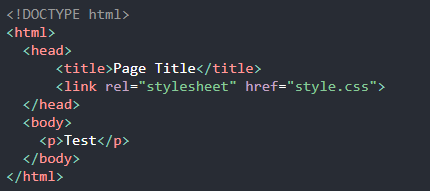 <!DOCTYPE html>
<html>
  <head>
      <title>Page Title</title>
      <link rel="stylesheet" href="style.css">
  </head>
  <body>
    <p>Test</p>
  </body>
</html>